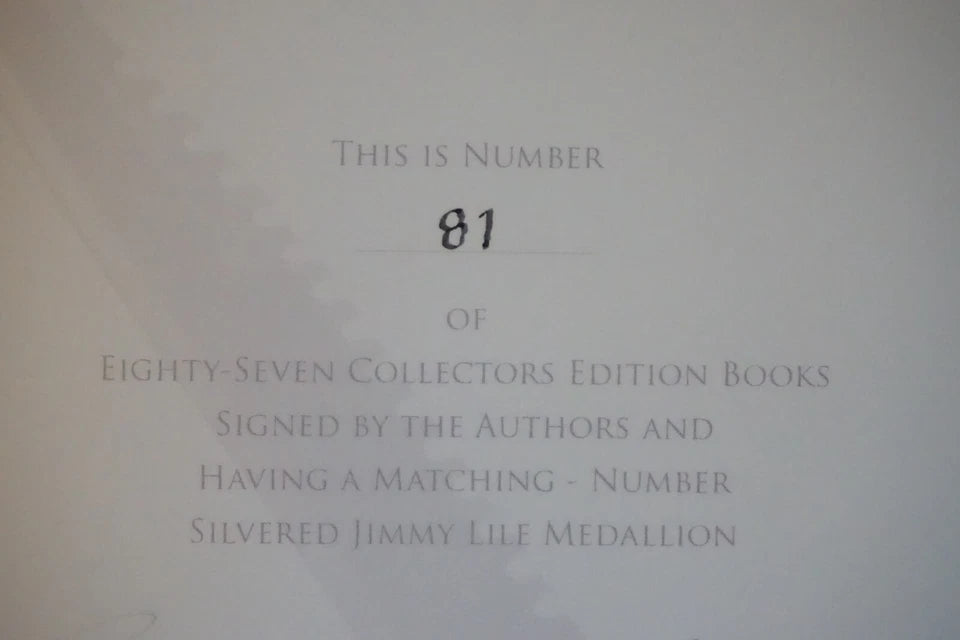 THIS IS NUMBER
81
OF
EIGHTY-SEVEN COLLECTORS EDITION BOOKS
SIGNED BY THE AUTHORS AND
HAVING A MATCHING - NUMBER
SILVERED JIMMY LILE MEDALLION